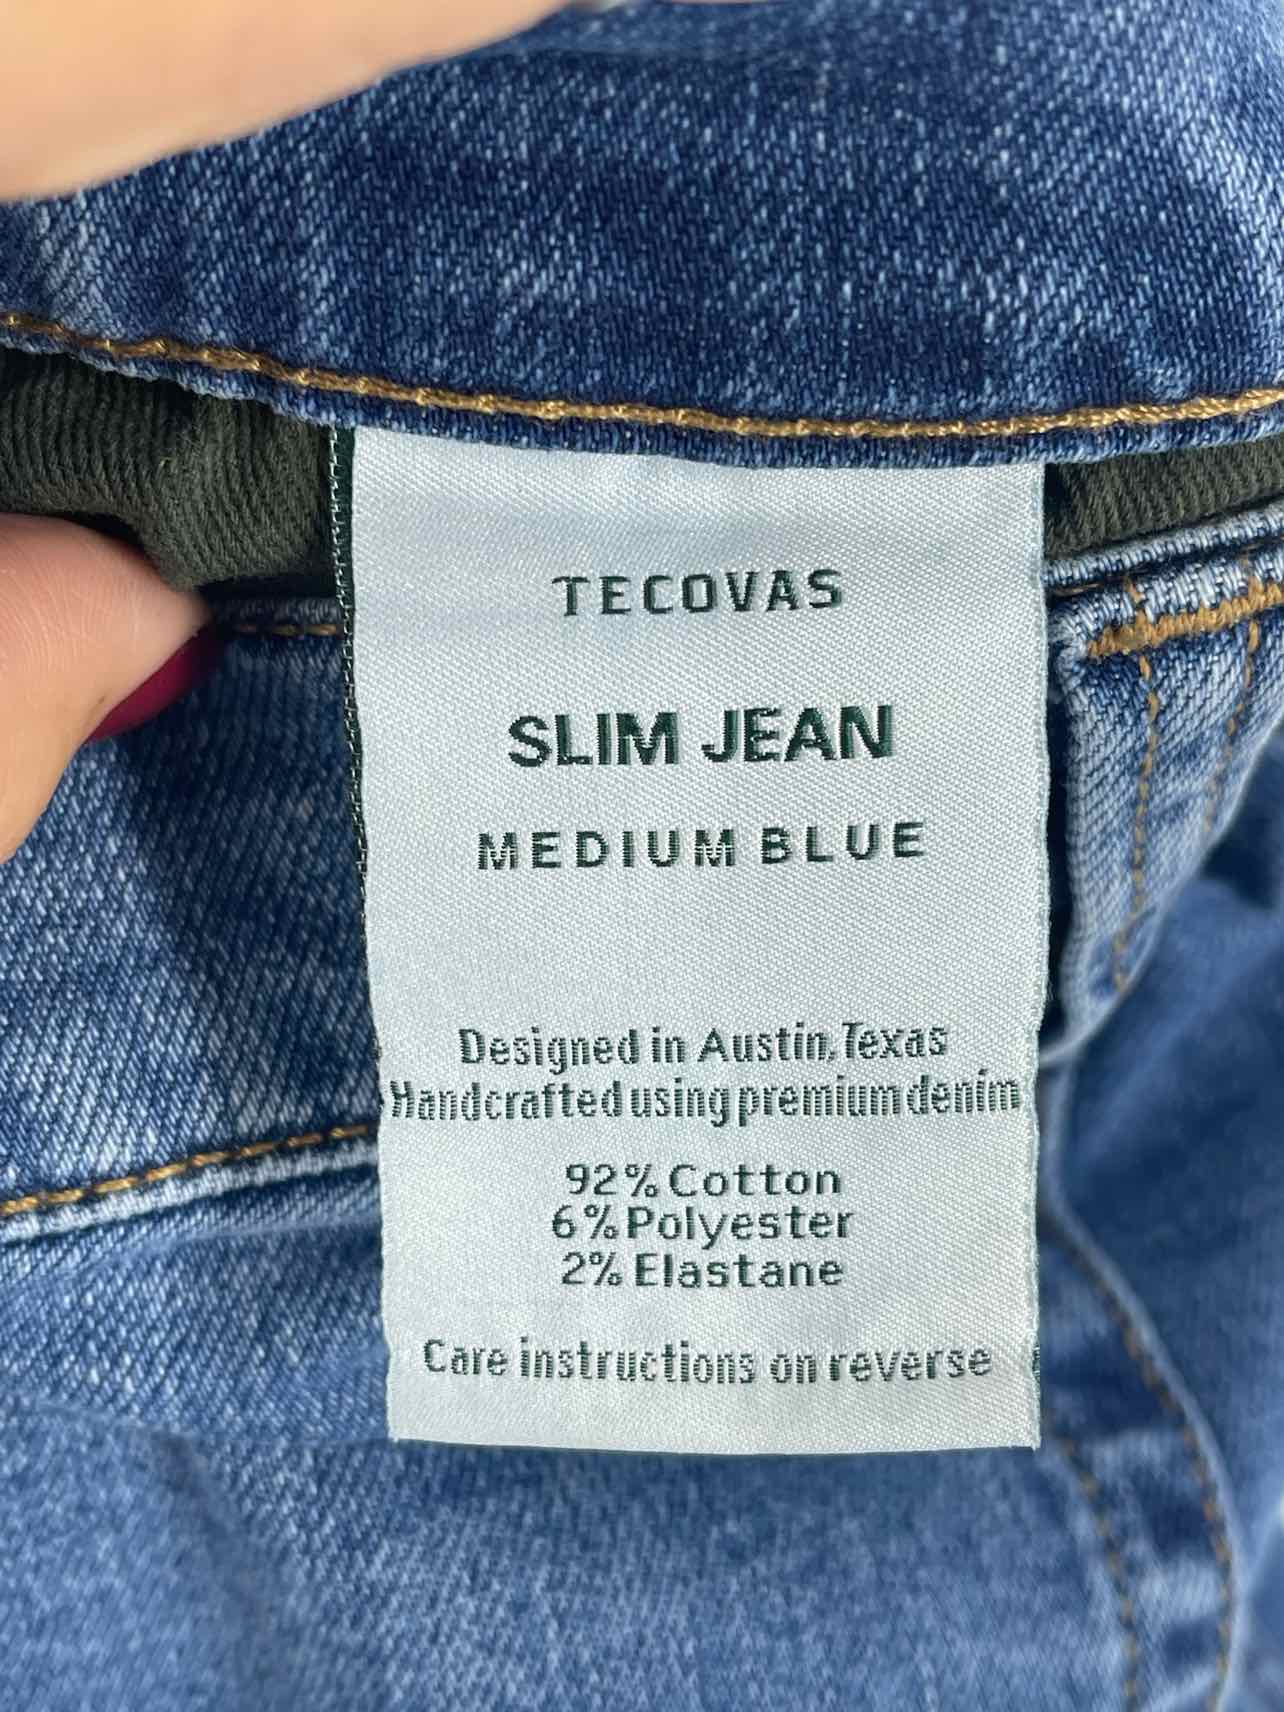 TECOVAS
SLIM JEAN
MEDIUM BLUE
Designed in Austin, Texas
Handcrafted using premium denim
92% Cotton
6% Polyester
2% Elastane
Care instructions on reverse